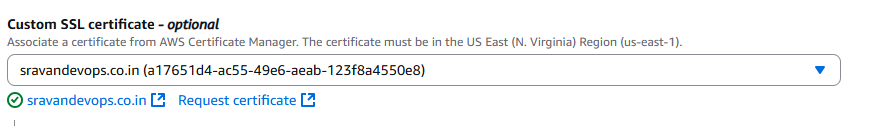 Custom SSL certificate - optional
Associate a certificate from AWS Certificate Manager. The certificate must be in the US East (N. Virginia) Region (us-east-1).
sravandevops.co.in (a17651d4-ac55-49e6-aeab-123f8a4550e8)
sravandevops.co.in Request certificate